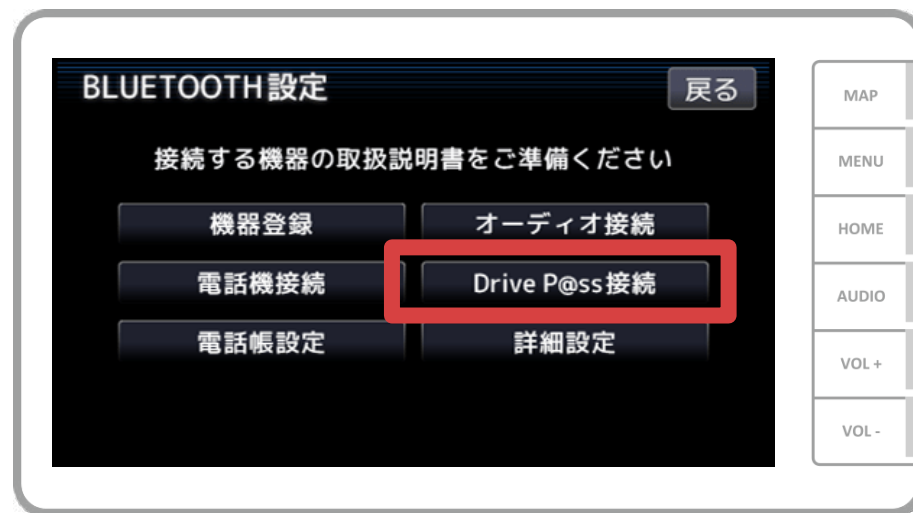 BLUETOOTH設定
戻る
接続する機器の取扱説明書をご準備ください
機器登録
オーディオ接続
電話機接続
Drive P@ss接続
電話帳設定
詳細設定
MAP
MENU
HOME
AUDIO
VOL +
VOL -